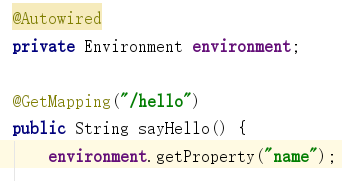 @Autowired
private Environment environment;
@GetMapping("/hello")
public String sayHello() {
environment.getProperty("name");